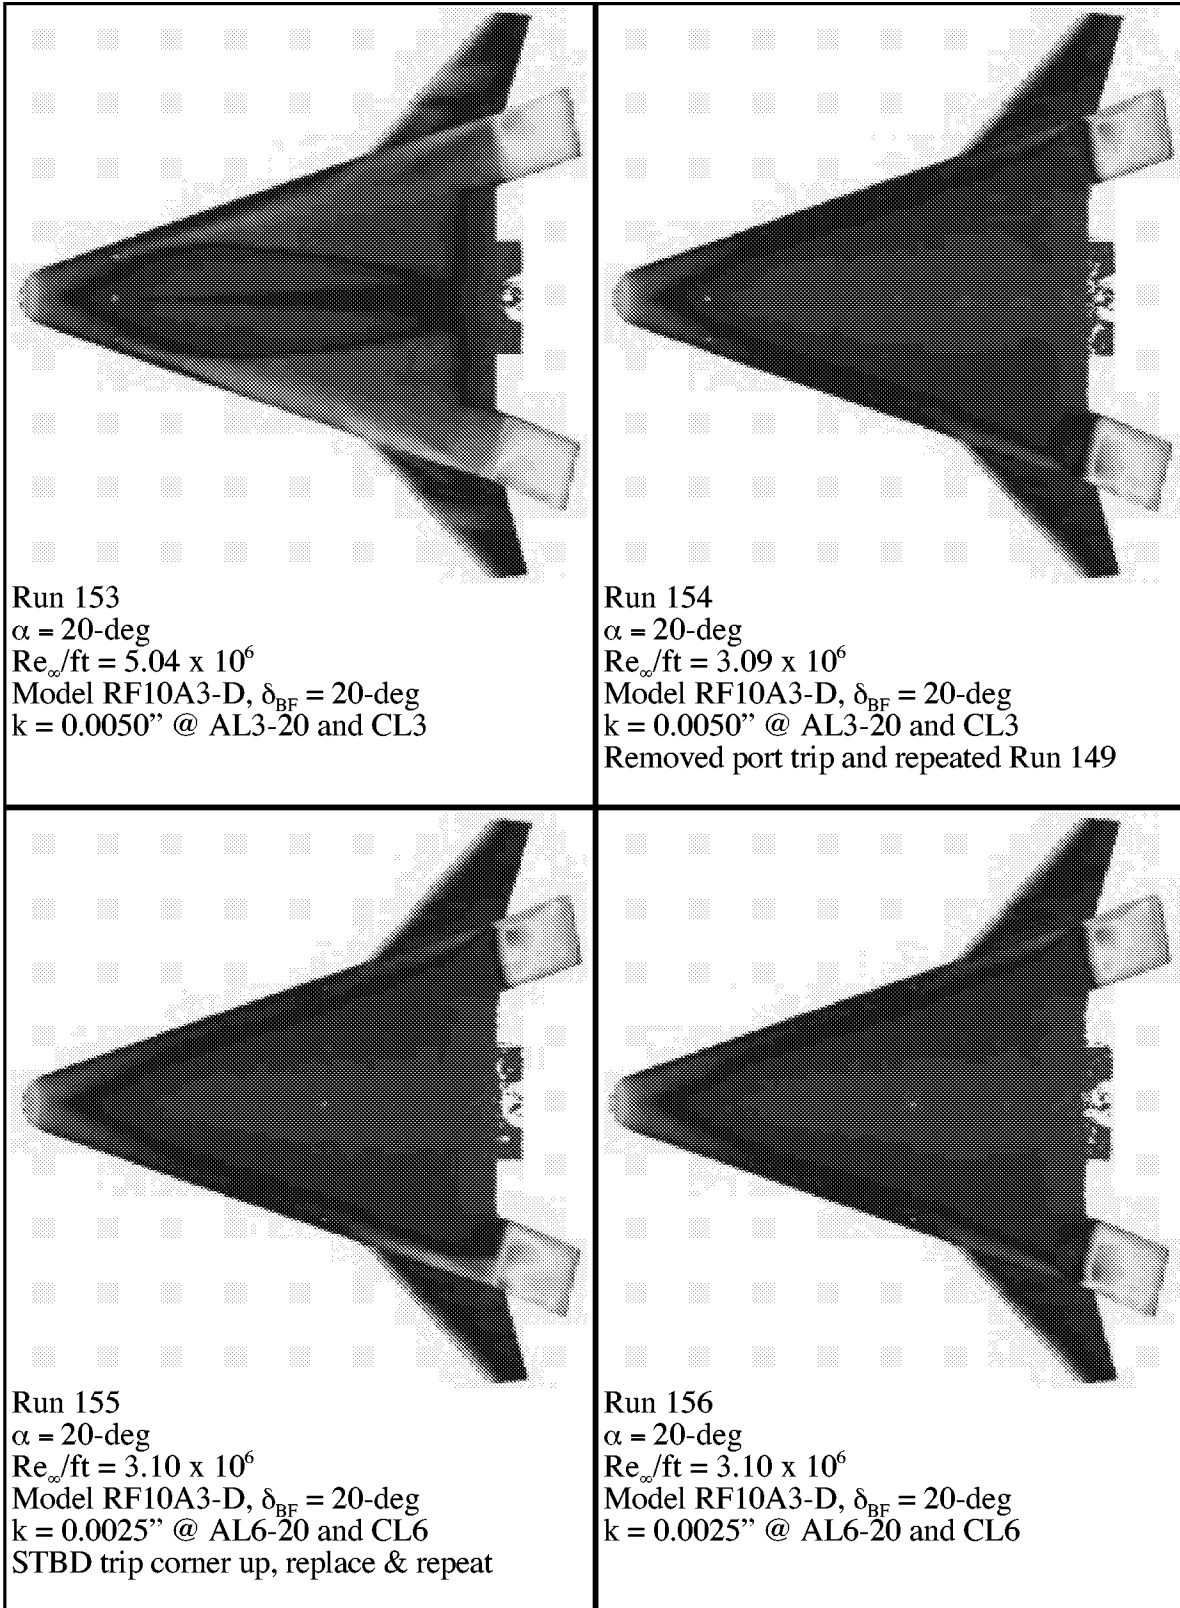 Run 153
α = 20-deg
Re∞/ft = 5.04 x 10⁶
Model RF10A3-D, δBF = 20-deg
k = 0.0050” @ AL3-20 and CL3
Run 154
α = 20-deg
Re∞/ft = 3.09 x 10⁶
Model RF10A3-D, δBF = 20-deg
k = 0.0050” @ AL3-20 and CL3
Removed port trip and repeated Run 149
Run 155
α = 20-deg
Re∞/ft = 3.10 x 10⁶
Model RF10A3-D, δBF = 20-deg
k = 0.0025” @ AL6-20 and CL6
STBD trip corner up, replace & repeat
Run 156
α = 20-deg
Re∞/ft = 3.10 x 10⁶
Model RF10A3-D, δBF = 20-deg
k = 0.0025” @ AL6-20 and CL6